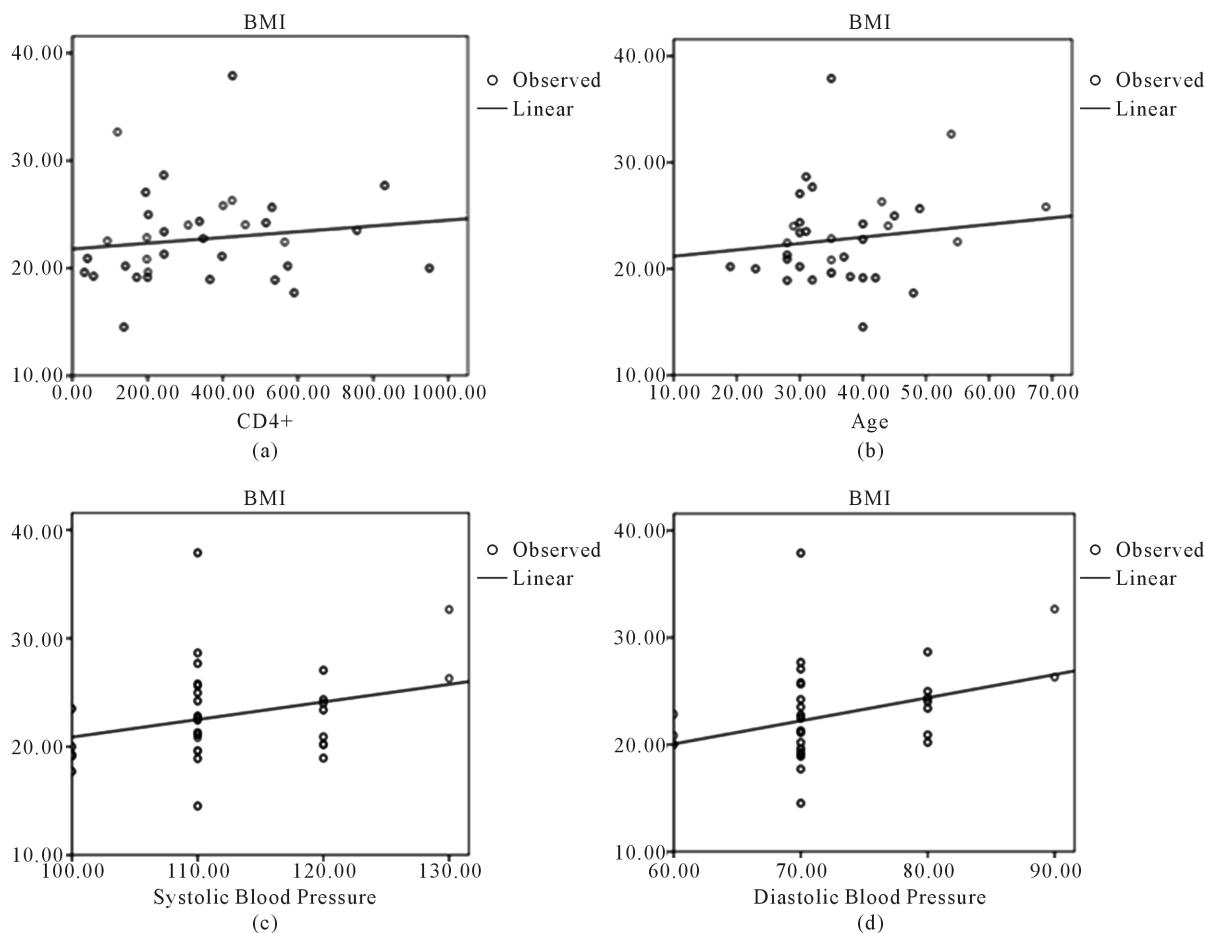 BMI
40.00
30.00
20.00
10.00
0.00 200.00 400.00 600.00 800.00 1000.00
CD4+
(a)
Observed
Linear
BMI
40.00
30.00
20.00
10.00
10.00 20.00 30.00 40.00 50.00 60.00 70.00
Age
(b)
Observed
Linear
BMI
40.00
30.00
20.00
10.00
100.00 110.00 120.00 130.00
Systolic Blood Pressure
(c)
Observed
Linear
BMI
40.00
30.00
20.00
10.00
60.00 70.00 80.00 90.00
Diastolic Blood Pressure
(d)
Observed
Linear